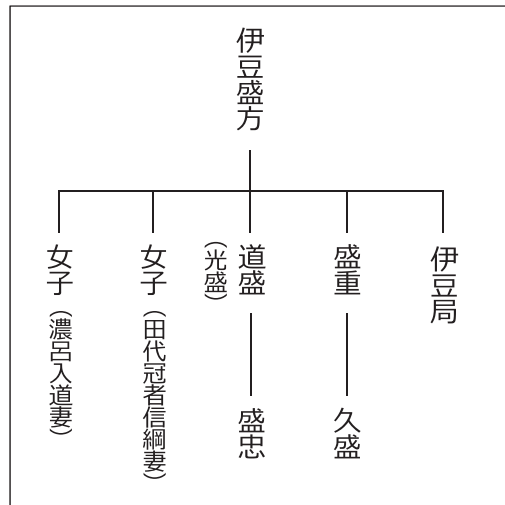 伊豆盛方
伊豆局
盛重
久盛
道盛
(光盛)
盛忠
女子(田代冠者信綱妻)
女子(濃呂入道妻)